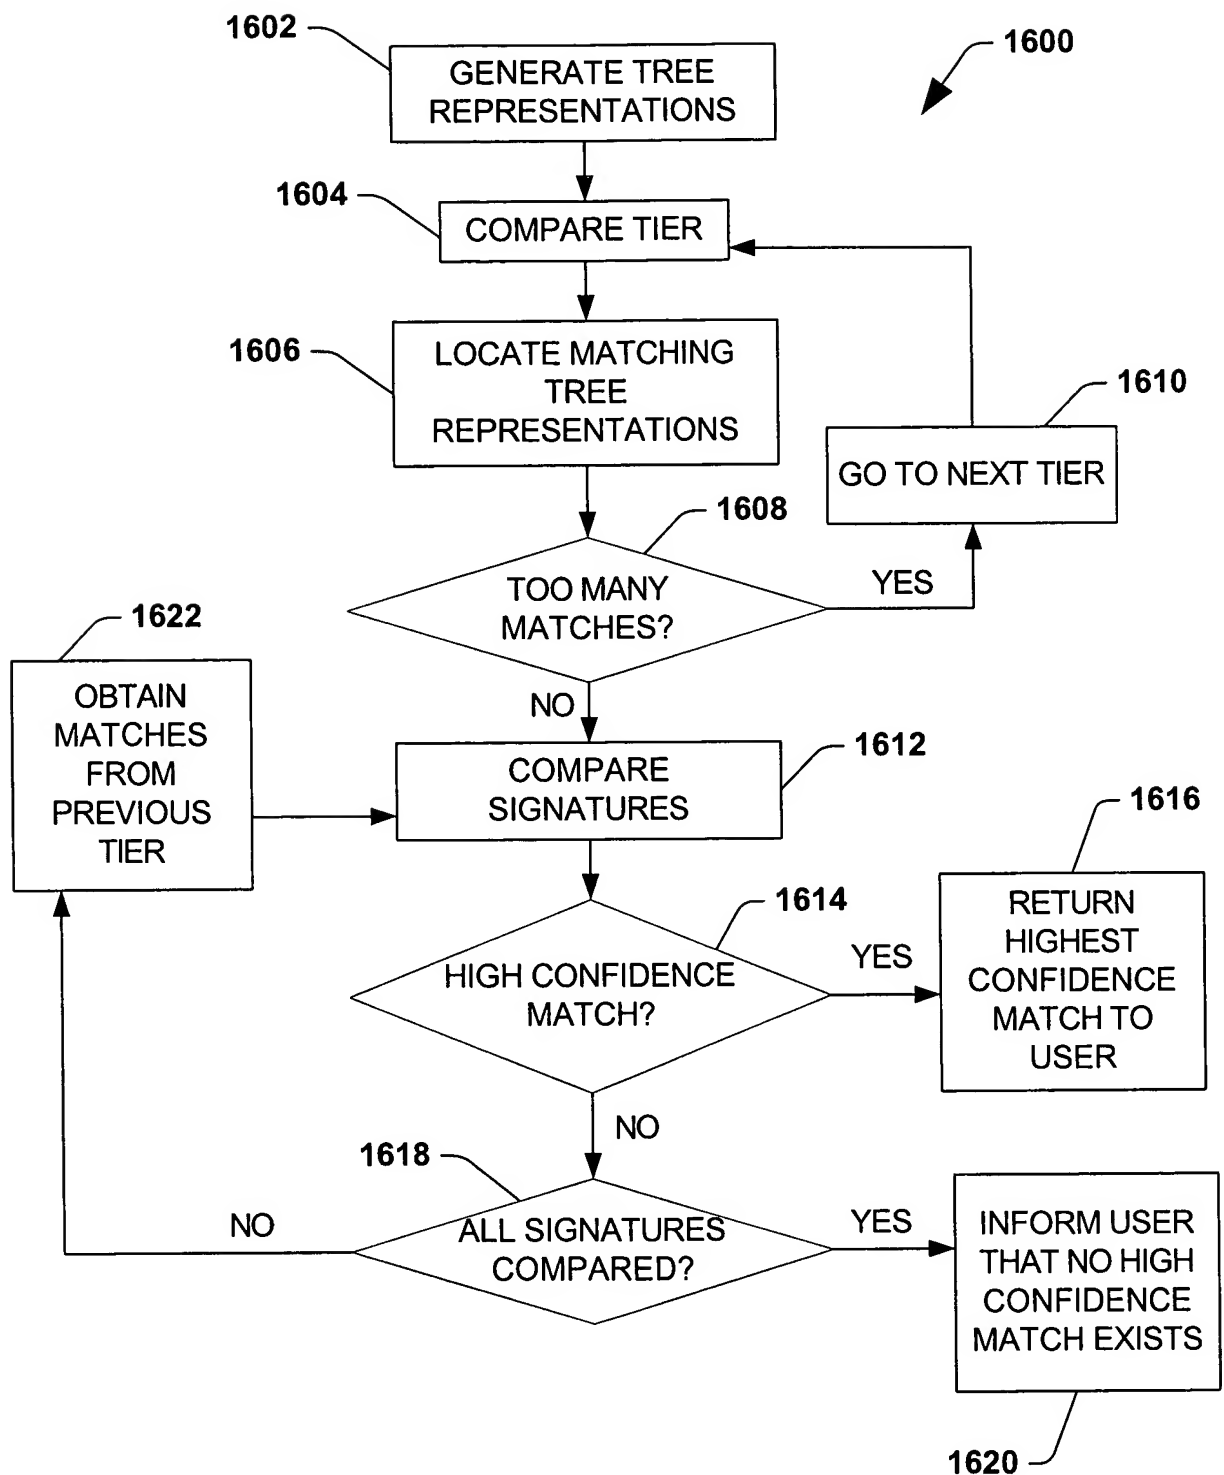 1602
1600
GENERATE TREE
REPRESENTATIONS
1604
COMPARE TIER
1606
LOCATE MATCHING
TREE
REPRESENTATIONS
1610
GO TO NEXT TIER
1608
TOO MANY
MATCHES?
YES
1622
OBTAIN
MATCHES
FROM
PREVIOUS
TIER
NO
1612
COMPARE
SIGNATURES
1616
RETURN
HIGHEST
CONFIDENCE
MATCH TO
USER
1614
HIGH CONFIDENCE
MATCH?
YES
NO
1618
ALL SIGNATURES
COMPARED?
NO
YES
INFORM USER
THAT NO HIGH
CONFIDENCE
MATCH EXISTS
1620